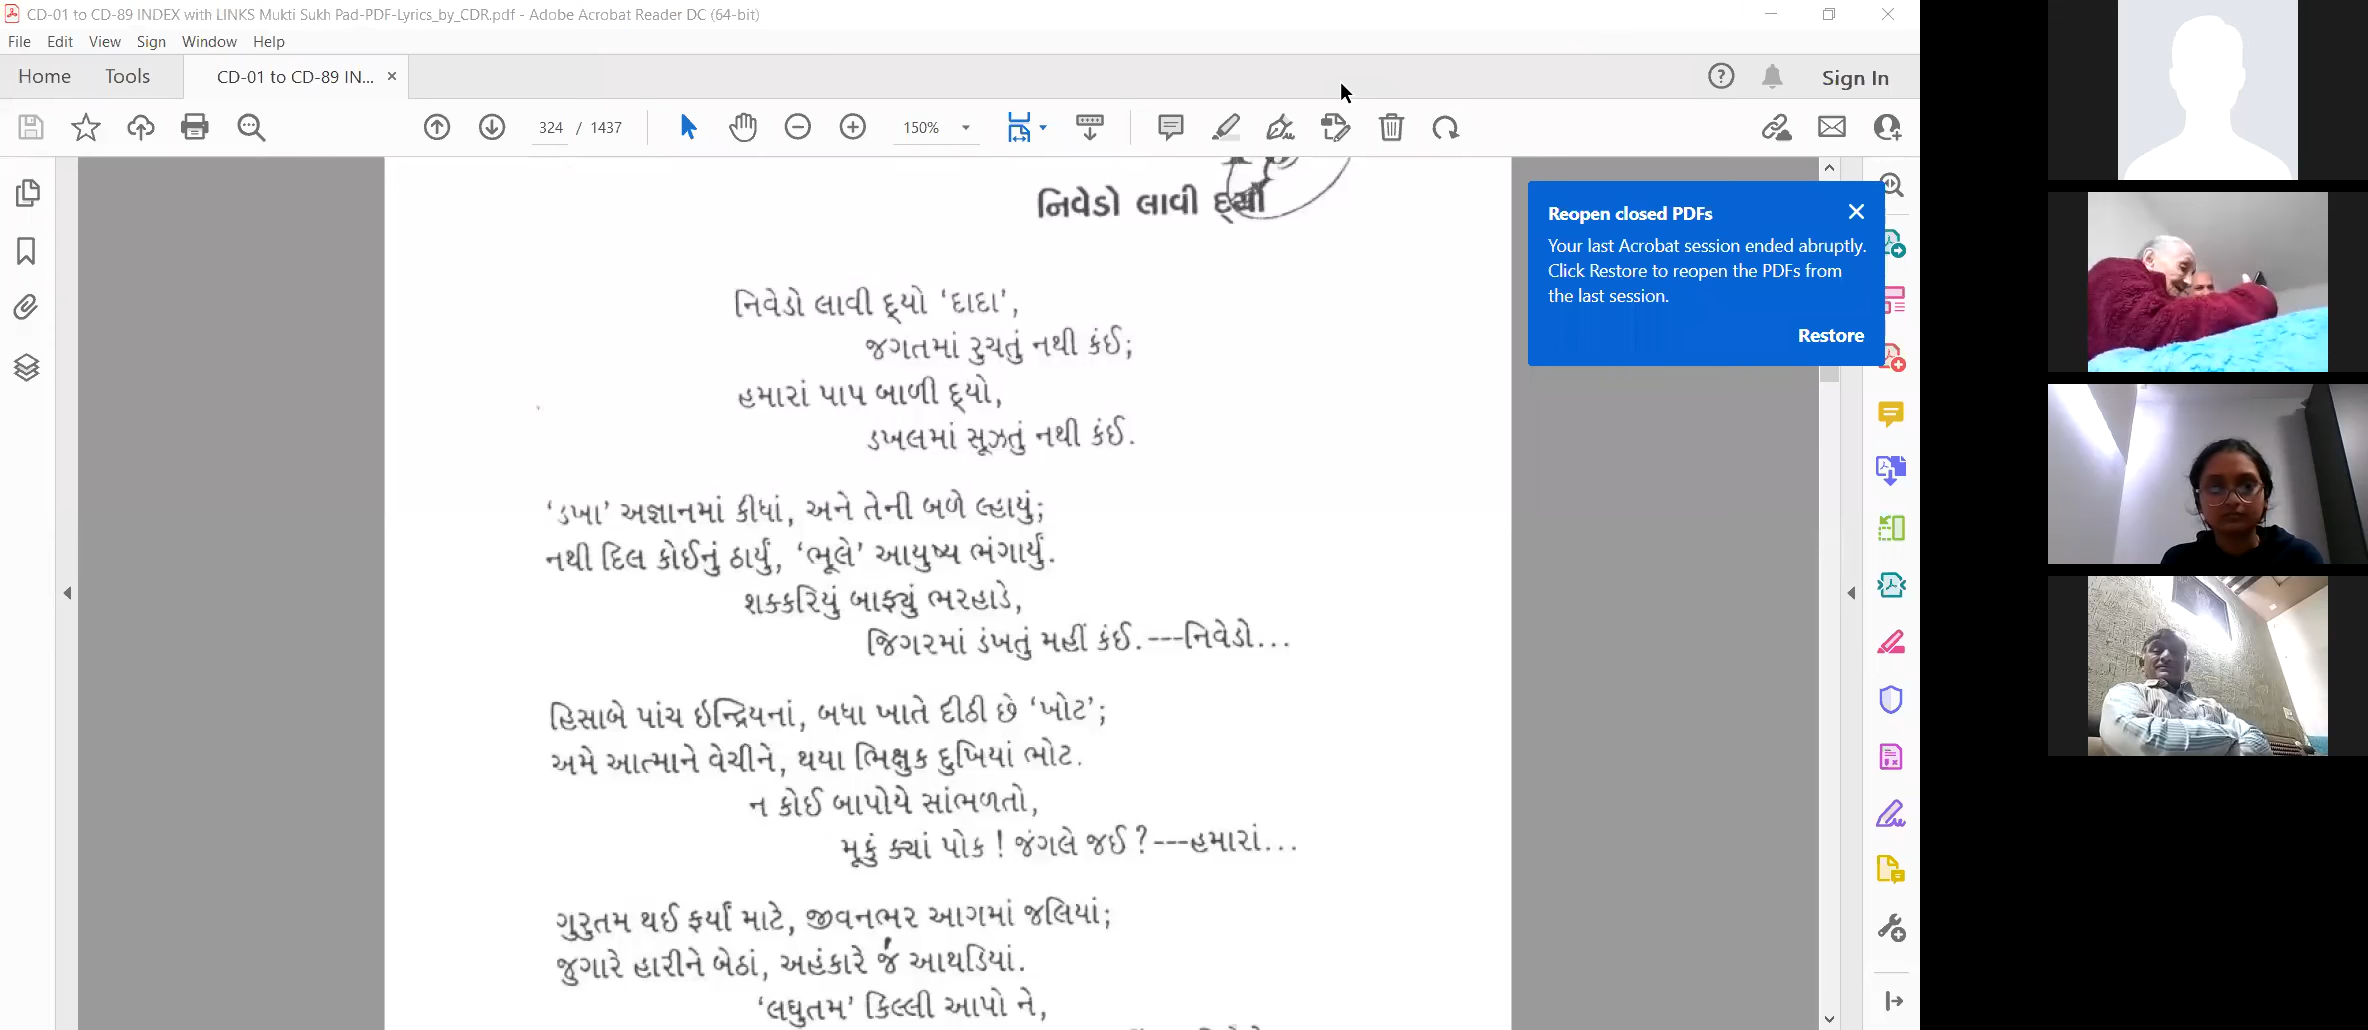 CD-01 to CD-89 INDEX with LINKS Mukti Sukh Pad-PDF-Lyrics_by_CDR.pdf - Adobe Acrobat Reader DC (64-bit)
File Edit View Sign Window Help
Home Tools CD-01 to CD-89 IN... × Sign In
324 / 1437 150%
નિવેડો લાવી દ્યો
Reopen closed PDFs
Your last Acrobat session ended abruptly.
Click Restore to reopen the PDFs from
the last session.
Restore
નિવેડો લાવી દ્યો ‘દાદા’,
જગતમાં રુચતું નથી કંઈ;
હમારાં પાપ બાળી દ્યો,
ડખલમાં સૂઝતું નથી કંઈ.
‘ડખા’ અજ્ઞાનમાં કીધાં, અને તેની બળે લ્હાયું;
નથી દિલ કોઈનું ઠાર્યું, ‘ભૂલે’ આયુષ્ય ભંગાર્યું.
શક્કરિયું બાફ્યું ભરહાડે,
જિગરમાં ડંખતું મહીં કંઈ.---નિવેડો...
હિસાબે પાંચ ઇન્દ્રિયનાં, બધા ખાતે દીઠી છે ‘ખોટ’;
અમે આત્માને વેચીને, થયા ભિક્ષુક દુખિયાં ભોટ.
ન કોઈ બાપોયે સાંભળતો,
મૂકું ક્યાં પોક ! જંગલે જઈ ?---હમારાં...
ગુરુતમ થઈ ફર્યાં માટે, જીવનભર આગમાં જલિયાં;
જુગારે હારીને બેઠાં, અહંકારે જે આથડિયાં.
‘લઘુતમ’ કિલ્લી આપો ને,